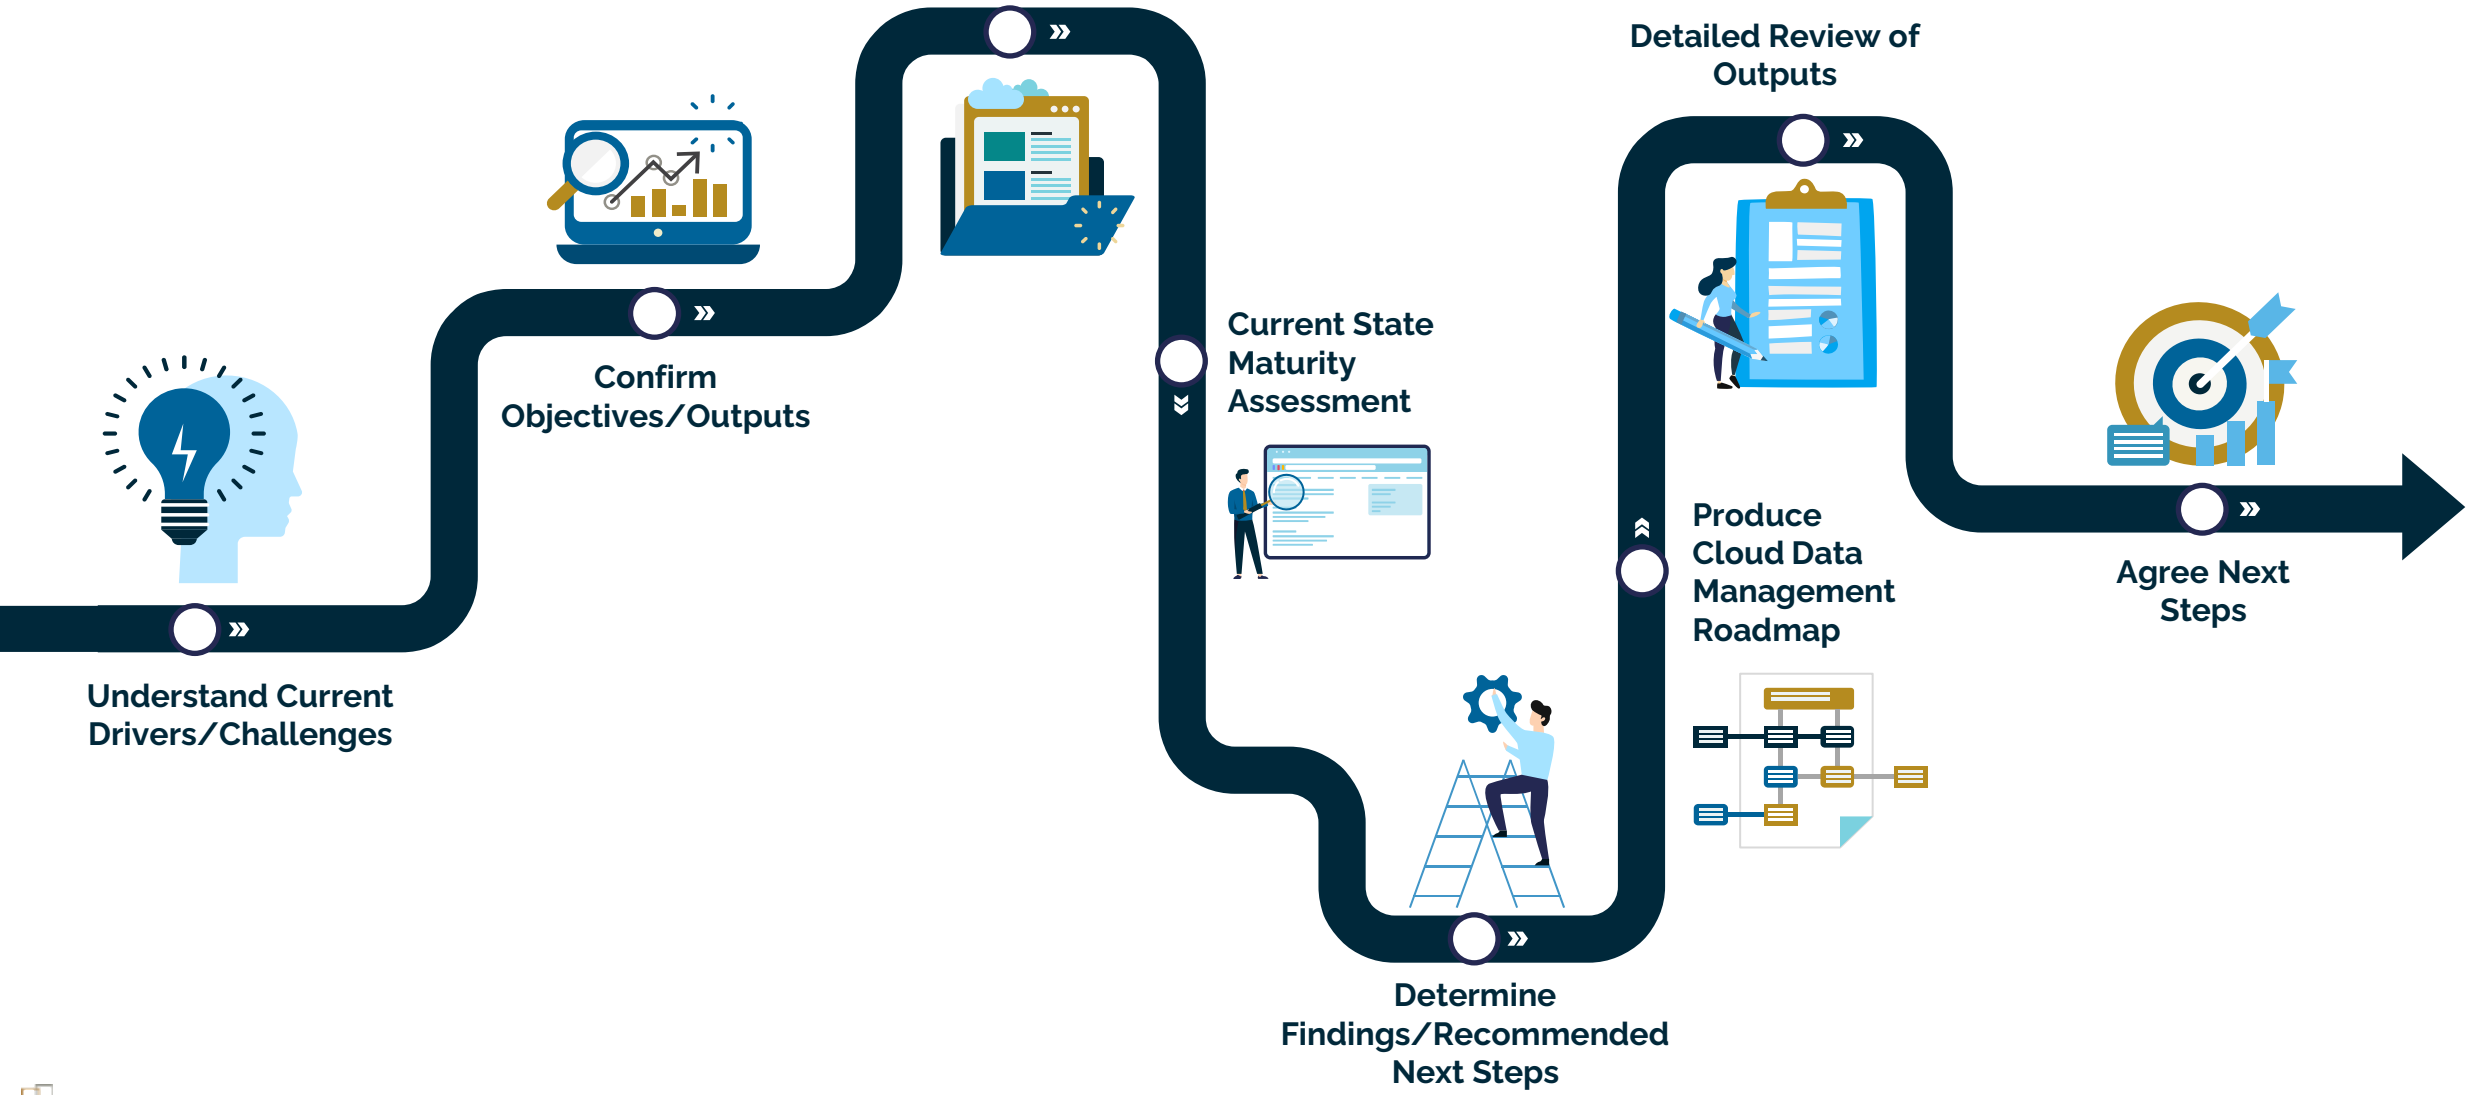 Understand Current
Drivers/Challenges
Confirm
Objectives/Outputs
Current State
Maturity
Assessment
Determine
Findings/Recommended
Next Steps
Produce
Cloud Data
Management
Roadmap
Detailed Review of
Outputs
Agree Next
Steps